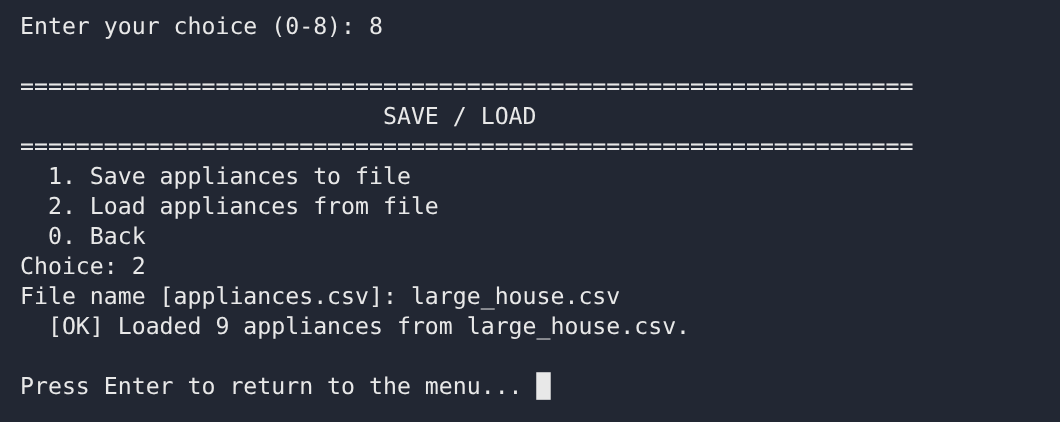 Enter your choice (0-8): 8
================================================================
SAVE / LOAD
================================================================
1. Save appliances to file
2. Load appliances from file
0. Back
Choice: 2
File name [appliances.csv]: large_house.csv
[OK] Loaded 9 appliances from large_house.csv.
Press Enter to return to the menu...